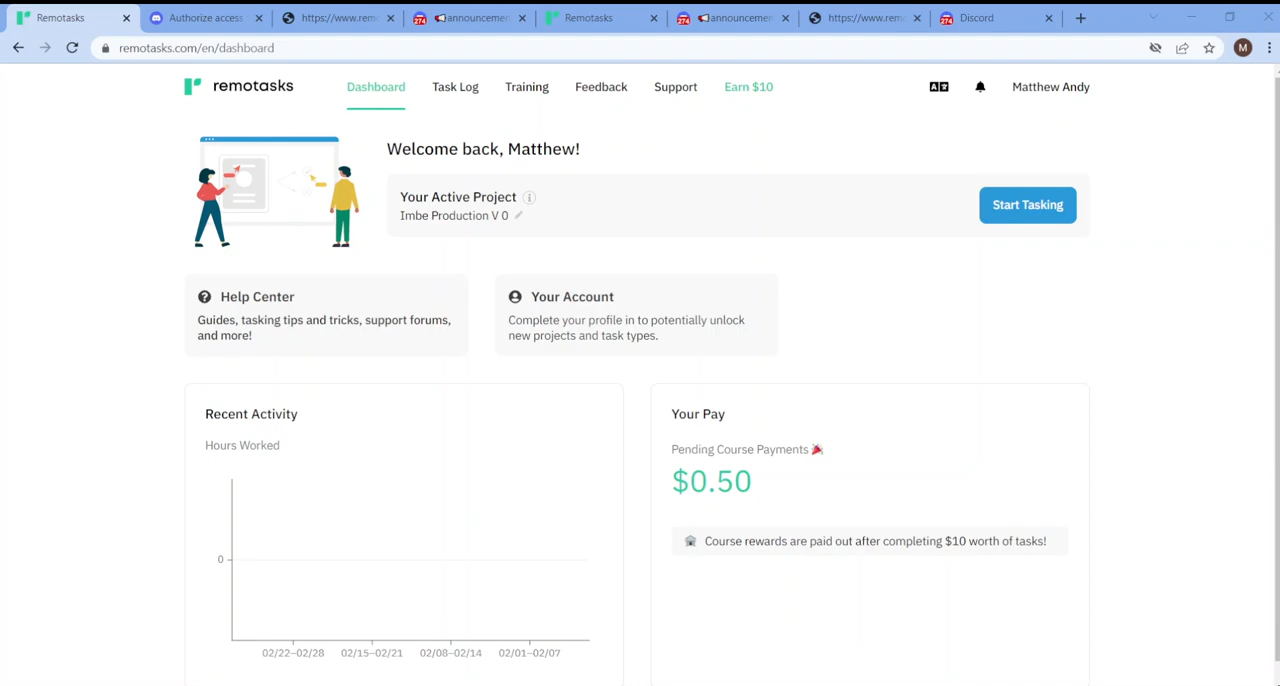 Remotasks
Authorize access
https://www.rem
announcemen
Remotasks
announcemen
https://www.rem
Discord
remotasks.com/en/dashboard
M
remotasks
Dashboard
Task Log
Training
Feedback
Support
Earn $10
Matthew Andy
Welcome back, Matthew!
Your Active Project
Imbe Production V 0
Start Tasking
Help Center
Guides, tasking tips and tricks, support forums,
and more!
Your Account
Complete your profile in to potentially unlock
new projects and task types.
Recent Activity
Hours Worked
0
02/22–02/28
02/15–02/21
02/08–02/14
02/01–02/07
Your Pay
Pending Course Payments
$0.50
Course rewards are paid out after completing $10 worth of tasks!